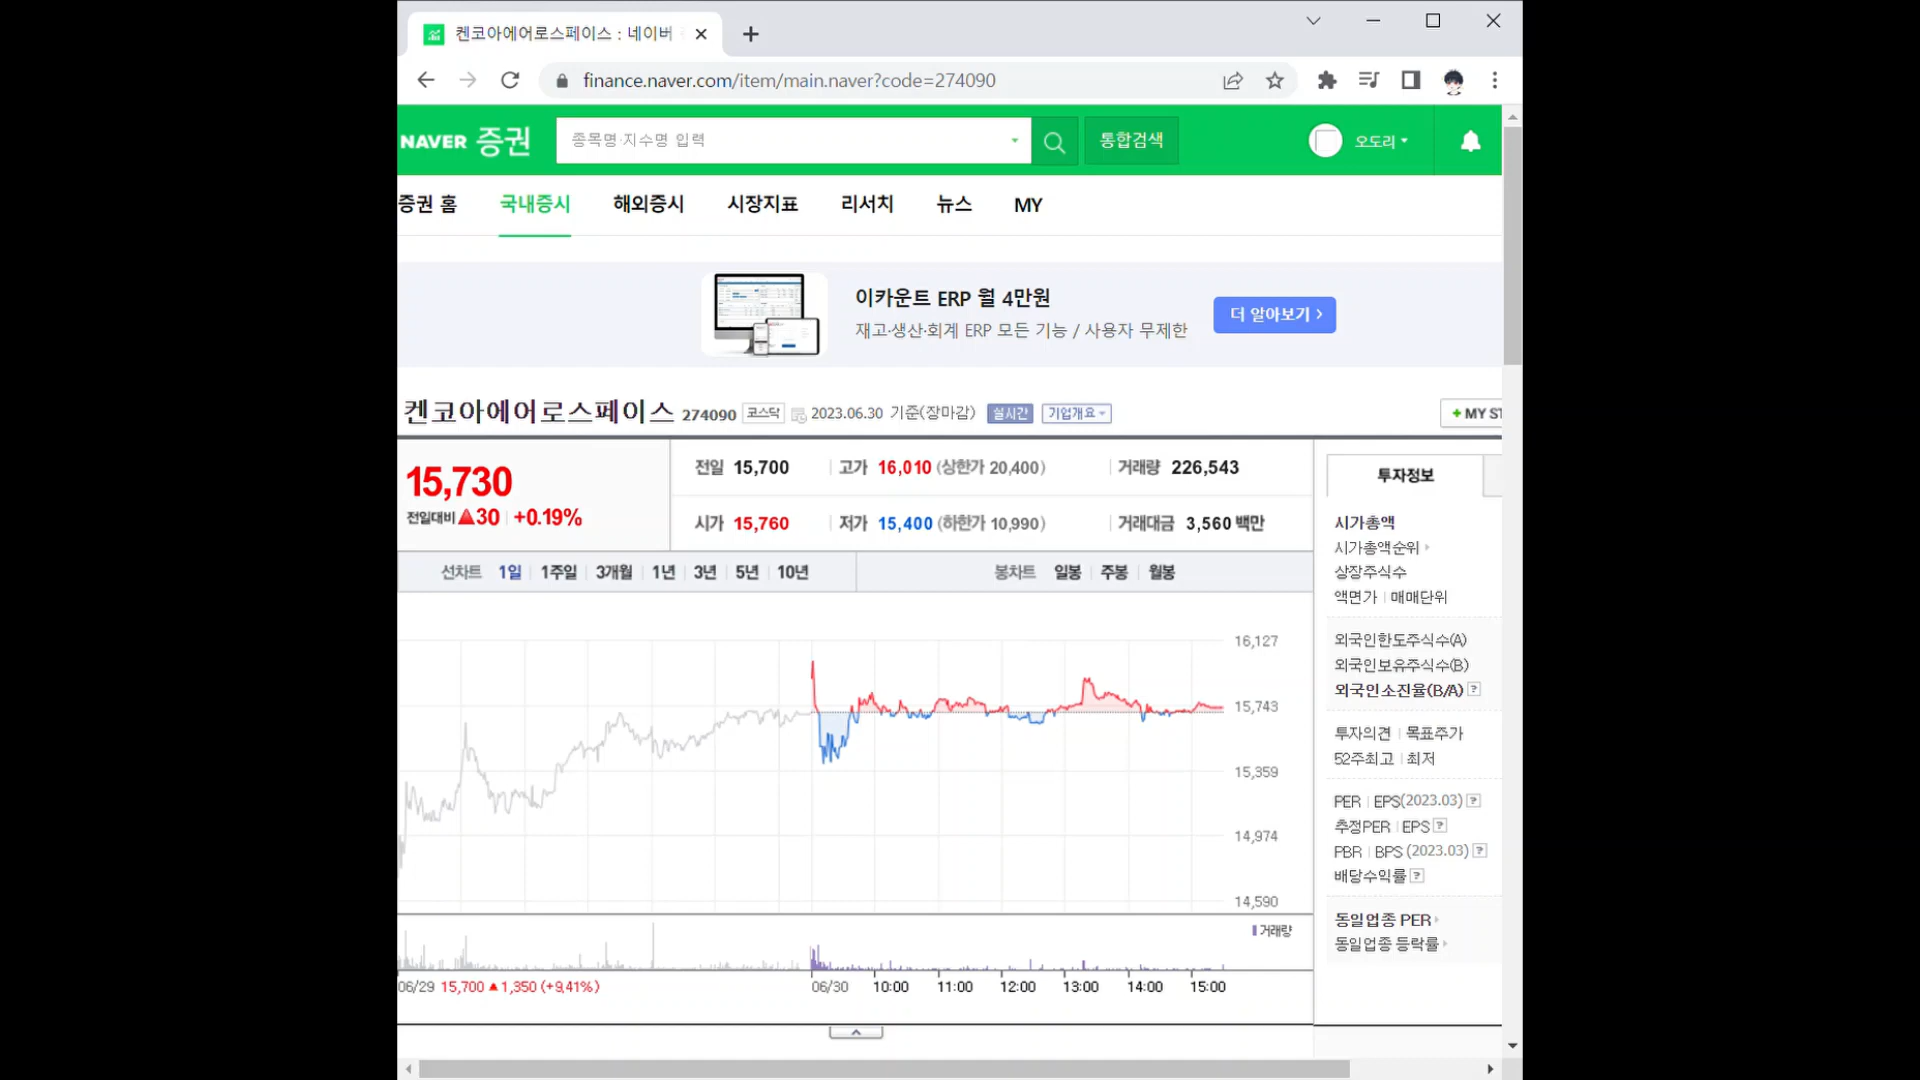 켄코아에어로스페이스 : 네이버
finance.naver.com/item/main.naver?code=274090
NAVER 증권
종목명·지수명 입력
통합검색
오도리
증권 홈 국내증시 해외증시 시장지표 리서치 뉴스 MY
이카운트 ERP 월 4만원
재고·생산·회계 ERP 모든 기능 / 사용자 무제한
더 알아보기 >
켄코아에어로스페이스 274090 코스닥 2023.06.30 기준(장마감) 실시간 기업개요
+ MY ST
15,730
전일대비 ▲30 +0.19%
전일 15,700 고가 16,010 (상한가 20,400) 거래량 226,543
시가 15,760 저가 15,400 (하한가 10,990) 거래대금 3,560 백만
선차트 1일 1주일 3개월 1년 3년 5년 10년 봉차트 일봉 주봉 월봉
16,127
15,743
15,359
14,974
14,590
거래량
06/29 15,700 ▲1,350 (+9,41%)
06/30 10:00 11:00 12:00 13:00 14:00 15:00
투자정보
시가총액
시가총액순위
상장주식수
액면가 | 매매단위
외국인한도주식수(A)
외국인보유주식수(B)
외국인소진율(B/A) ?
투자의견 | 목표주가
52주최고 | 최저
PER | EPS(2023.03) ?
추정PER | EPS ?
PBR | BPS (2023.03) ?
배당수익률 ?
동일업종 PER
동일업종 등락률